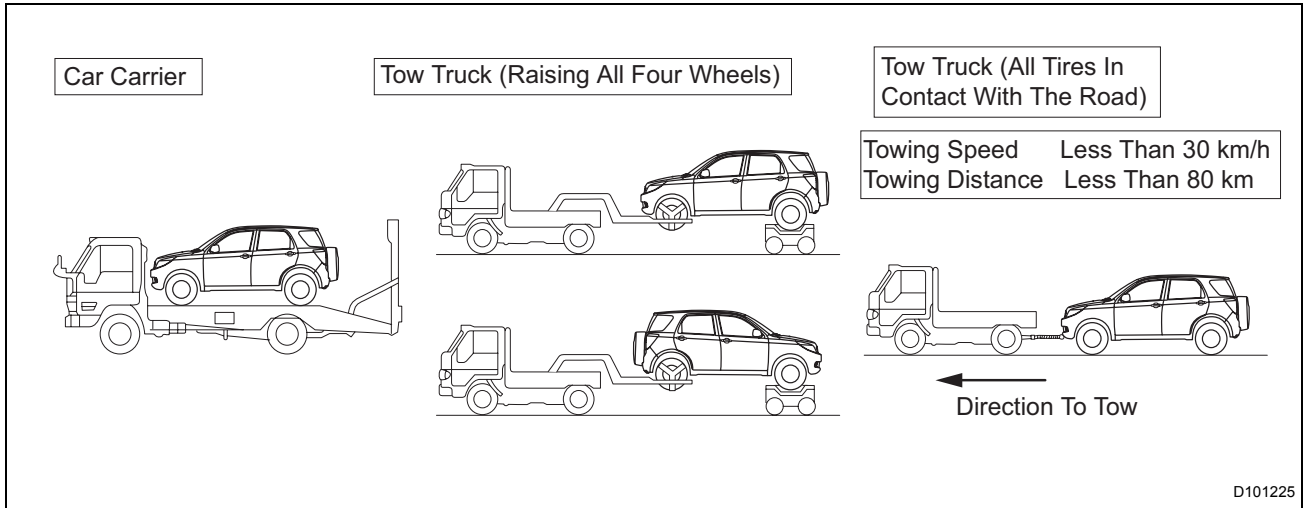 Car Carrier
Tow Truck (Raising All Four Wheels)
Tow Truck (All Tires In
Contact With The Road)
Towing Speed Less Than 30 km/h
Towing Distance Less Than 80 km
Direction To Tow
D101225